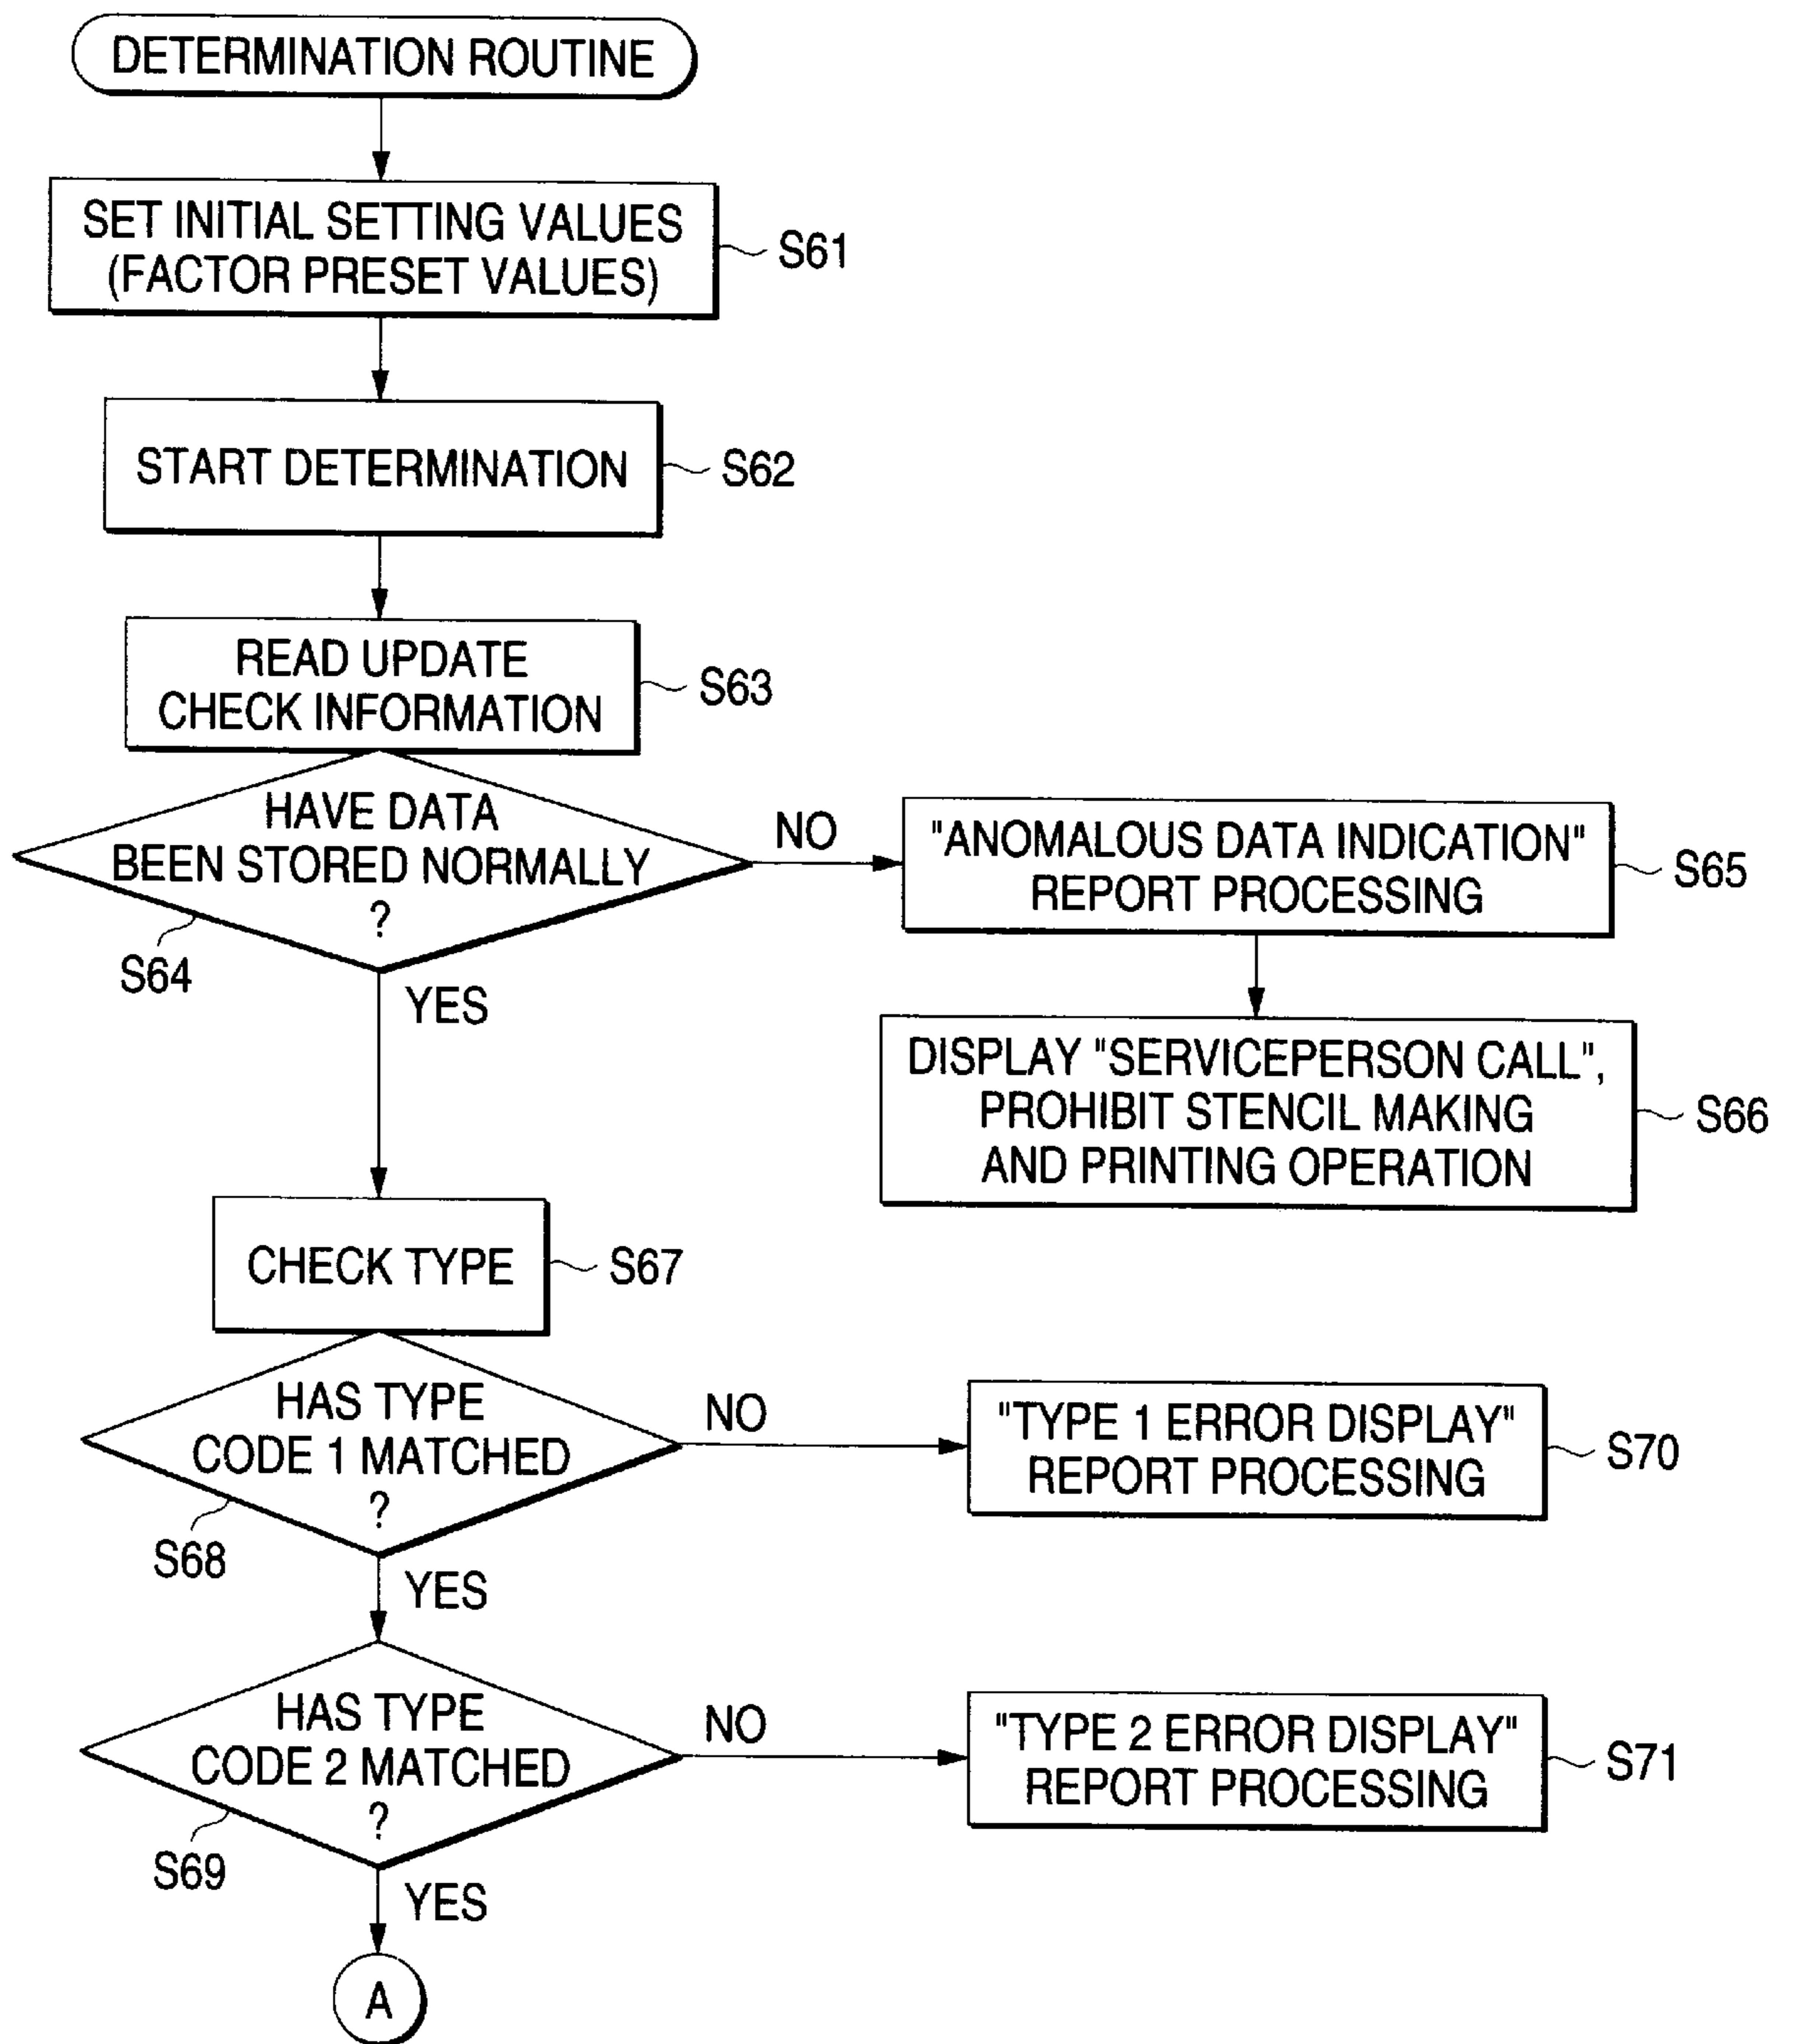 DETERMINATION ROUTINE
SET INITIAL SETTING VALUES
(FACTOR PRESET VALUES)
S61
START DETERMINATION
S62
READ UPDATE
CHECK INFORMATION
S63
HAVE DATA
BEEN STORED NORMALLY
?
S64
NO
"ANOMALOUS DATA INDICATION"
REPORT PROCESSING
S65
YES
DISPLAY "SERVICEPERSON CALL",
PROHIBIT STENCIL MAKING
AND PRINTING OPERATION
S66
CHECK TYPE
S67
HAS TYPE
CODE 1 MATCHED
?
S68
NO
"TYPE 1 ERROR DISPLAY"
REPORT PROCESSING
S70
YES
HAS TYPE
CODE 2 MATCHED
?
S69
NO
"TYPE 2 ERROR DISPLAY"
REPORT PROCESSING
S71
YES
A